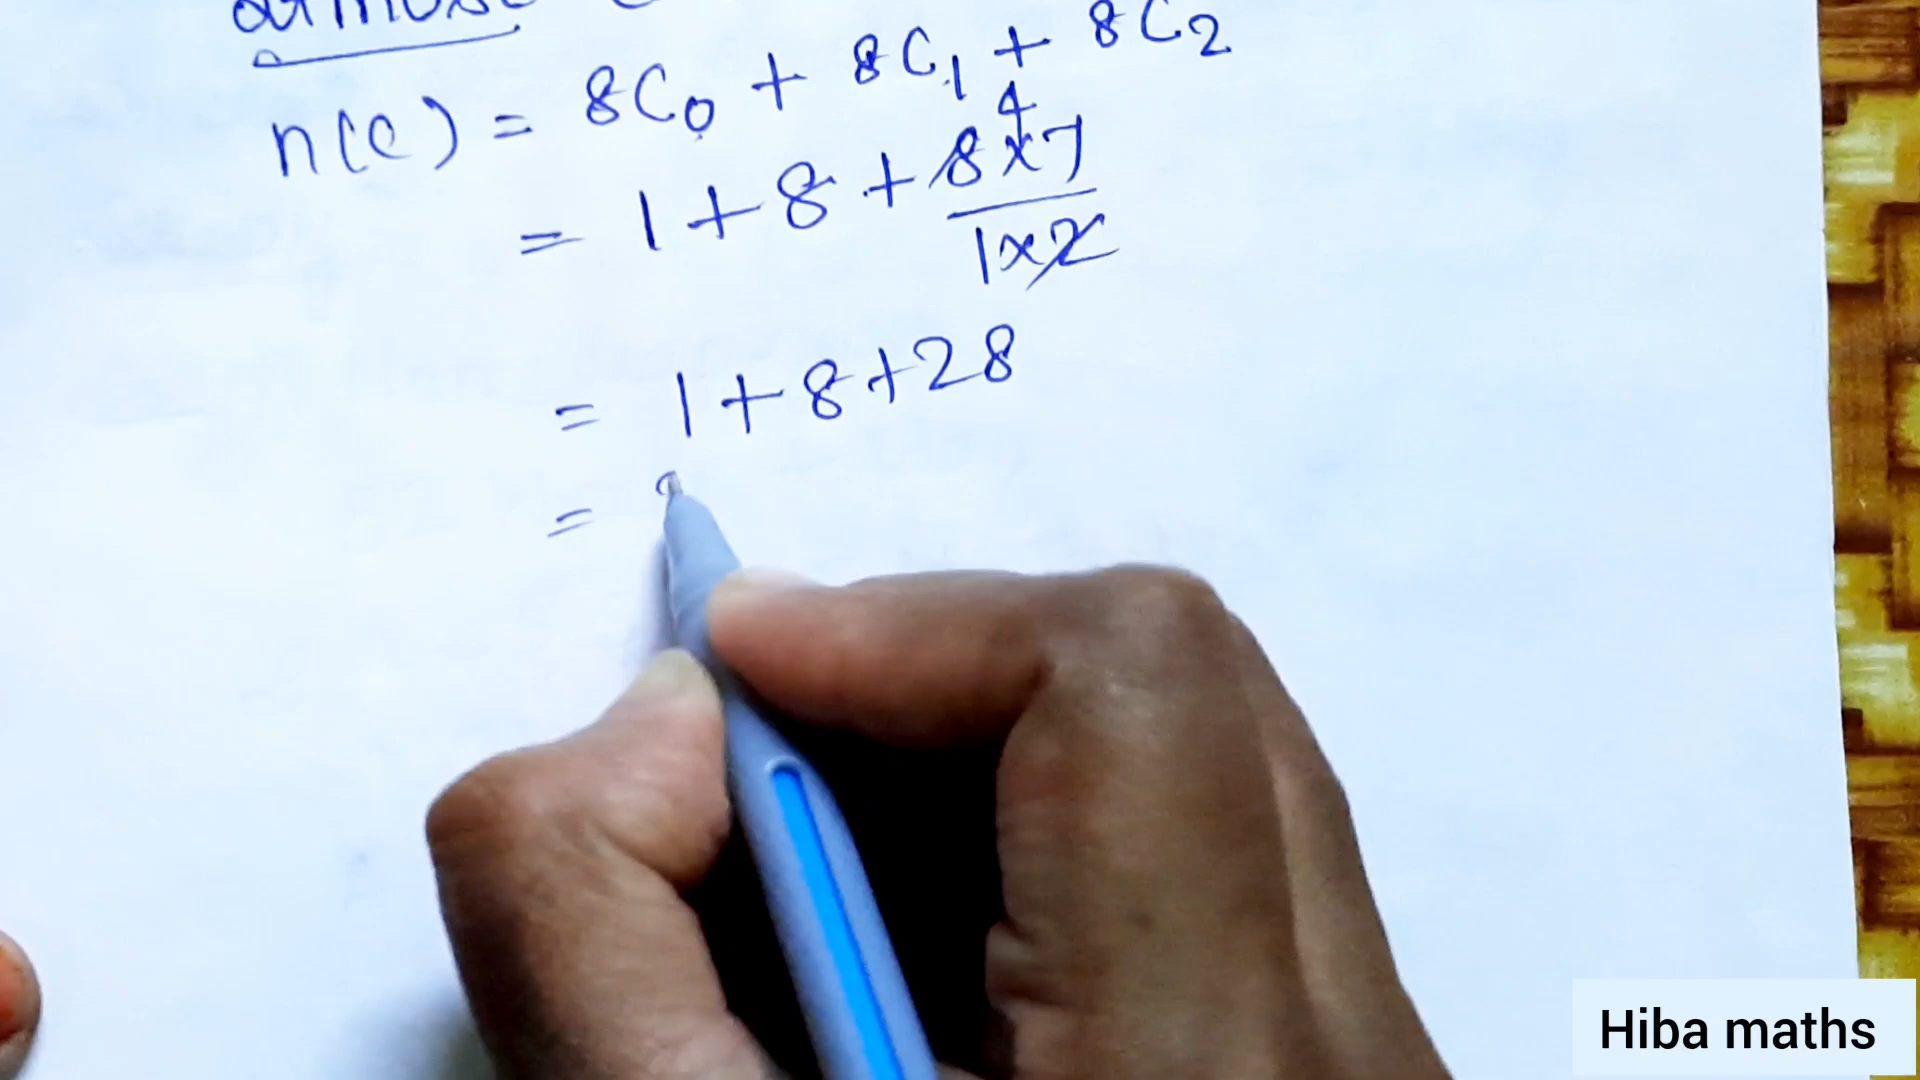 n(c) = 8C₀ + 8C₁ + 8C₂
4
= 1 + 8 + 8x7
1x2
= 1 + 8 + 28
=
Hiba maths